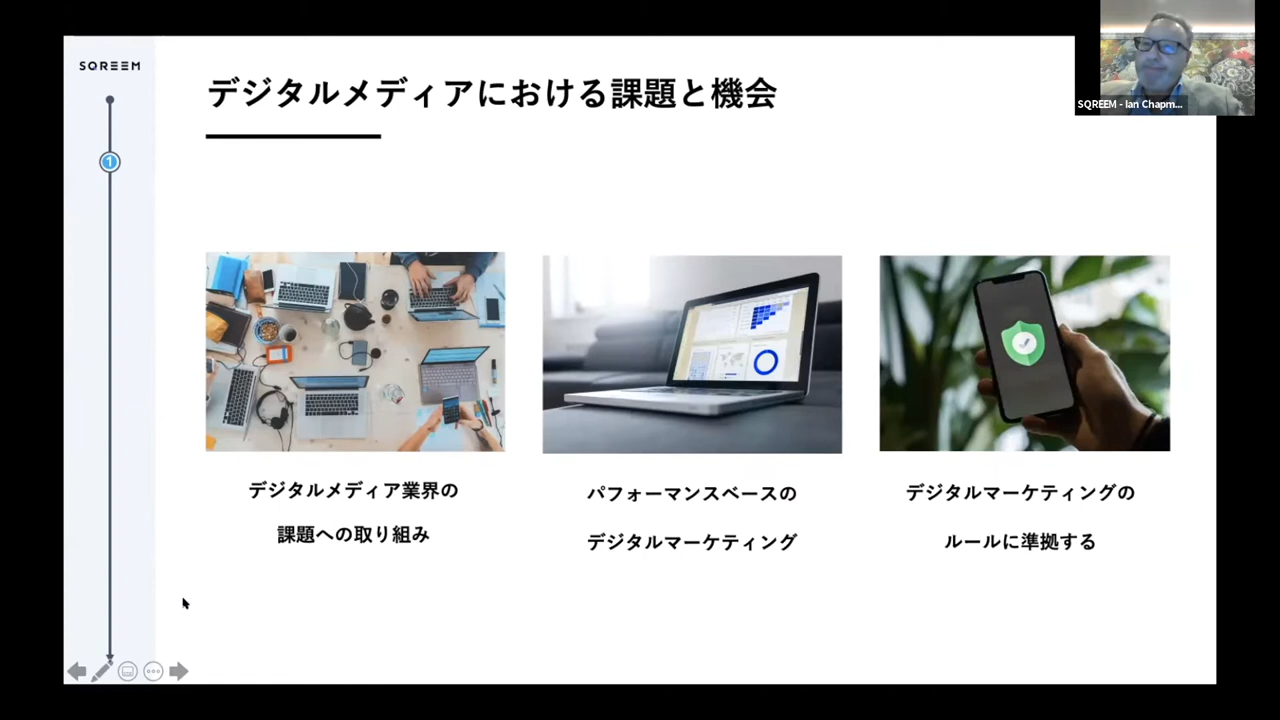 SQREEM
デジタルメディアにおける課題と機会
SQREEM - Ian Chapm...
1
デジタルメディア業界の
課題への取り組み
パフォーマンスベースの
デジタルマーケティング
デジタルマーケティングの
ルールに準拠する